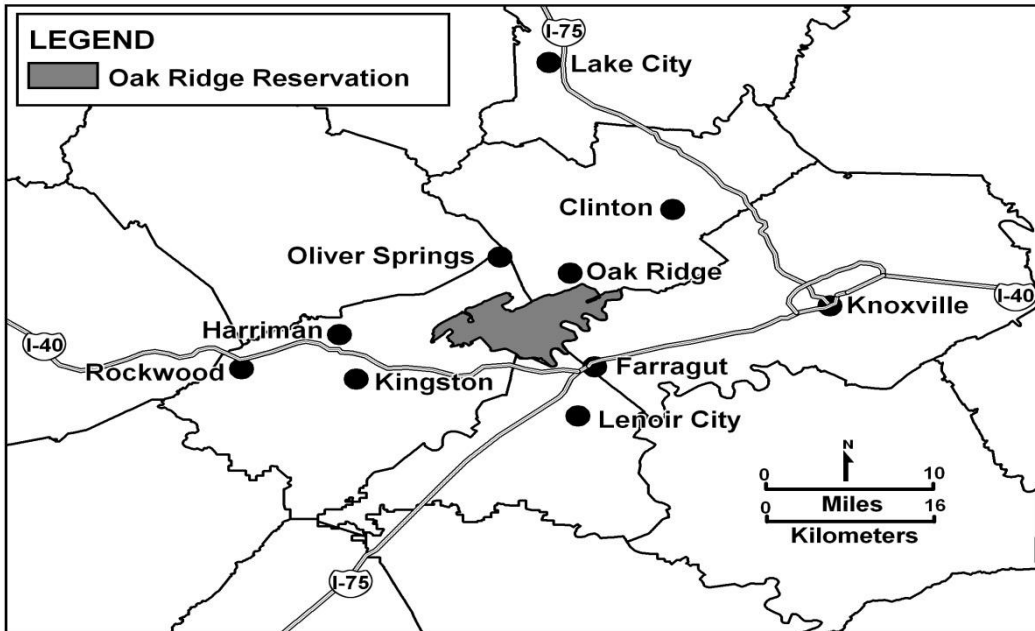 I-75
LEGEND
Oak Ridge Reservation
Lake City
Clinton
Oliver Springs
Oak Ridge
I-40
Knoxville
Harriman
I-40
Rockwood
Kingston
Farragut
Lenoir City
N
0 10
Miles
0 16
Kilometers
I-75